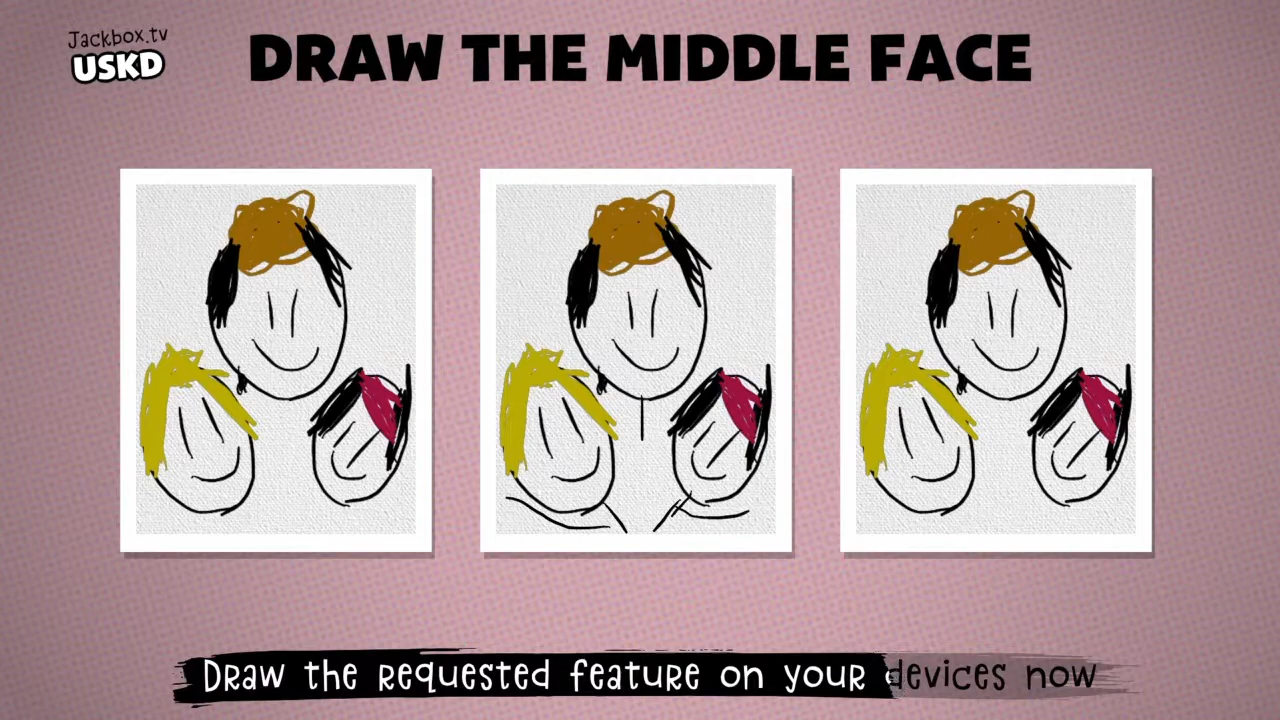 Jackbox.tv
USKD
DRAW THE MIDDLE FACE
Draw the requested feature on your devices now